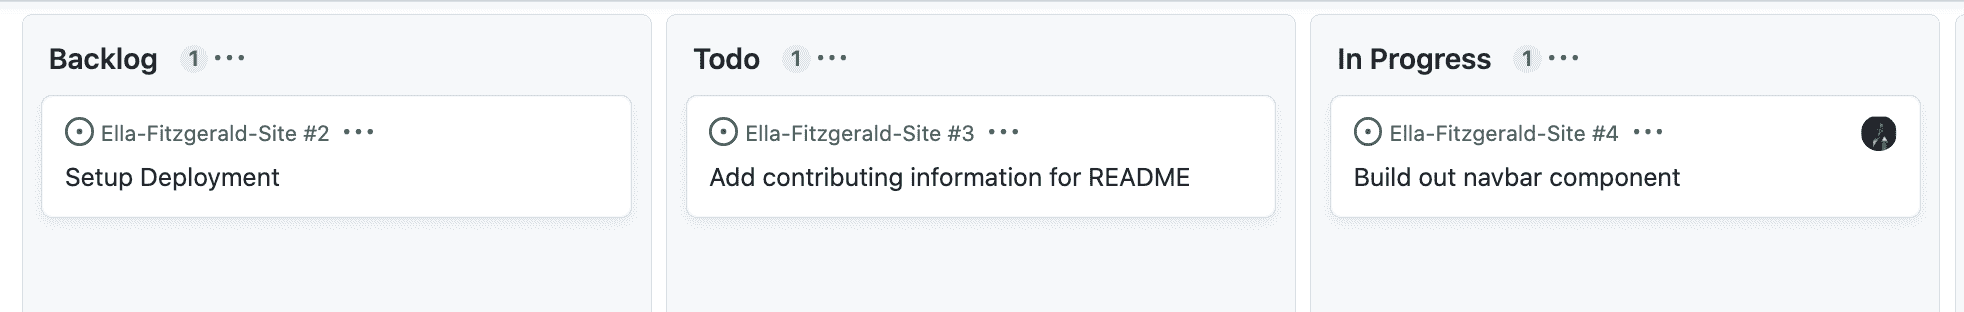 Backlog 1 •••
Ella-Fitzgerald-Site #2 •••
Setup Deployment
Todo 1 •••
Ella-Fitzgerald-Site #3 •••
Add contributing information for README
In Progress 1 •••
Ella-Fitzgerald-Site #4 •••
Build out navbar component